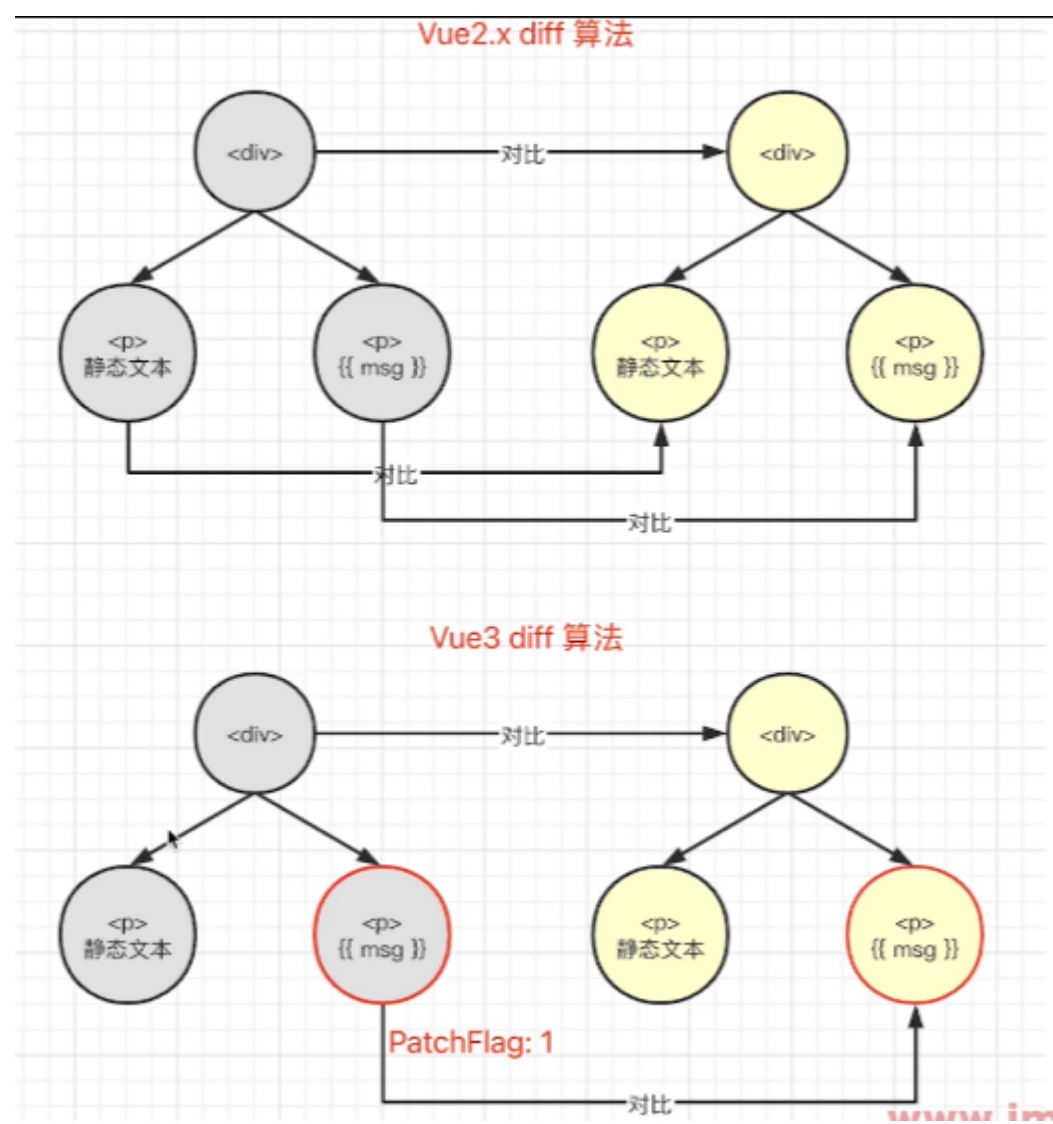 Vue2.x diff 算法
<div>
对比
<div>
<p>
静态文本
<p>
{{ msg }}
<p>
静态文本
<p>
{{ msg }}
对比
对比
Vue3 diff 算法
<div>
对比
<div>
<p>
静态文本
<p>
{{ msg }}
<p>
静态文本
<p>
{{ msg }}
PatchFlag: 1
对比